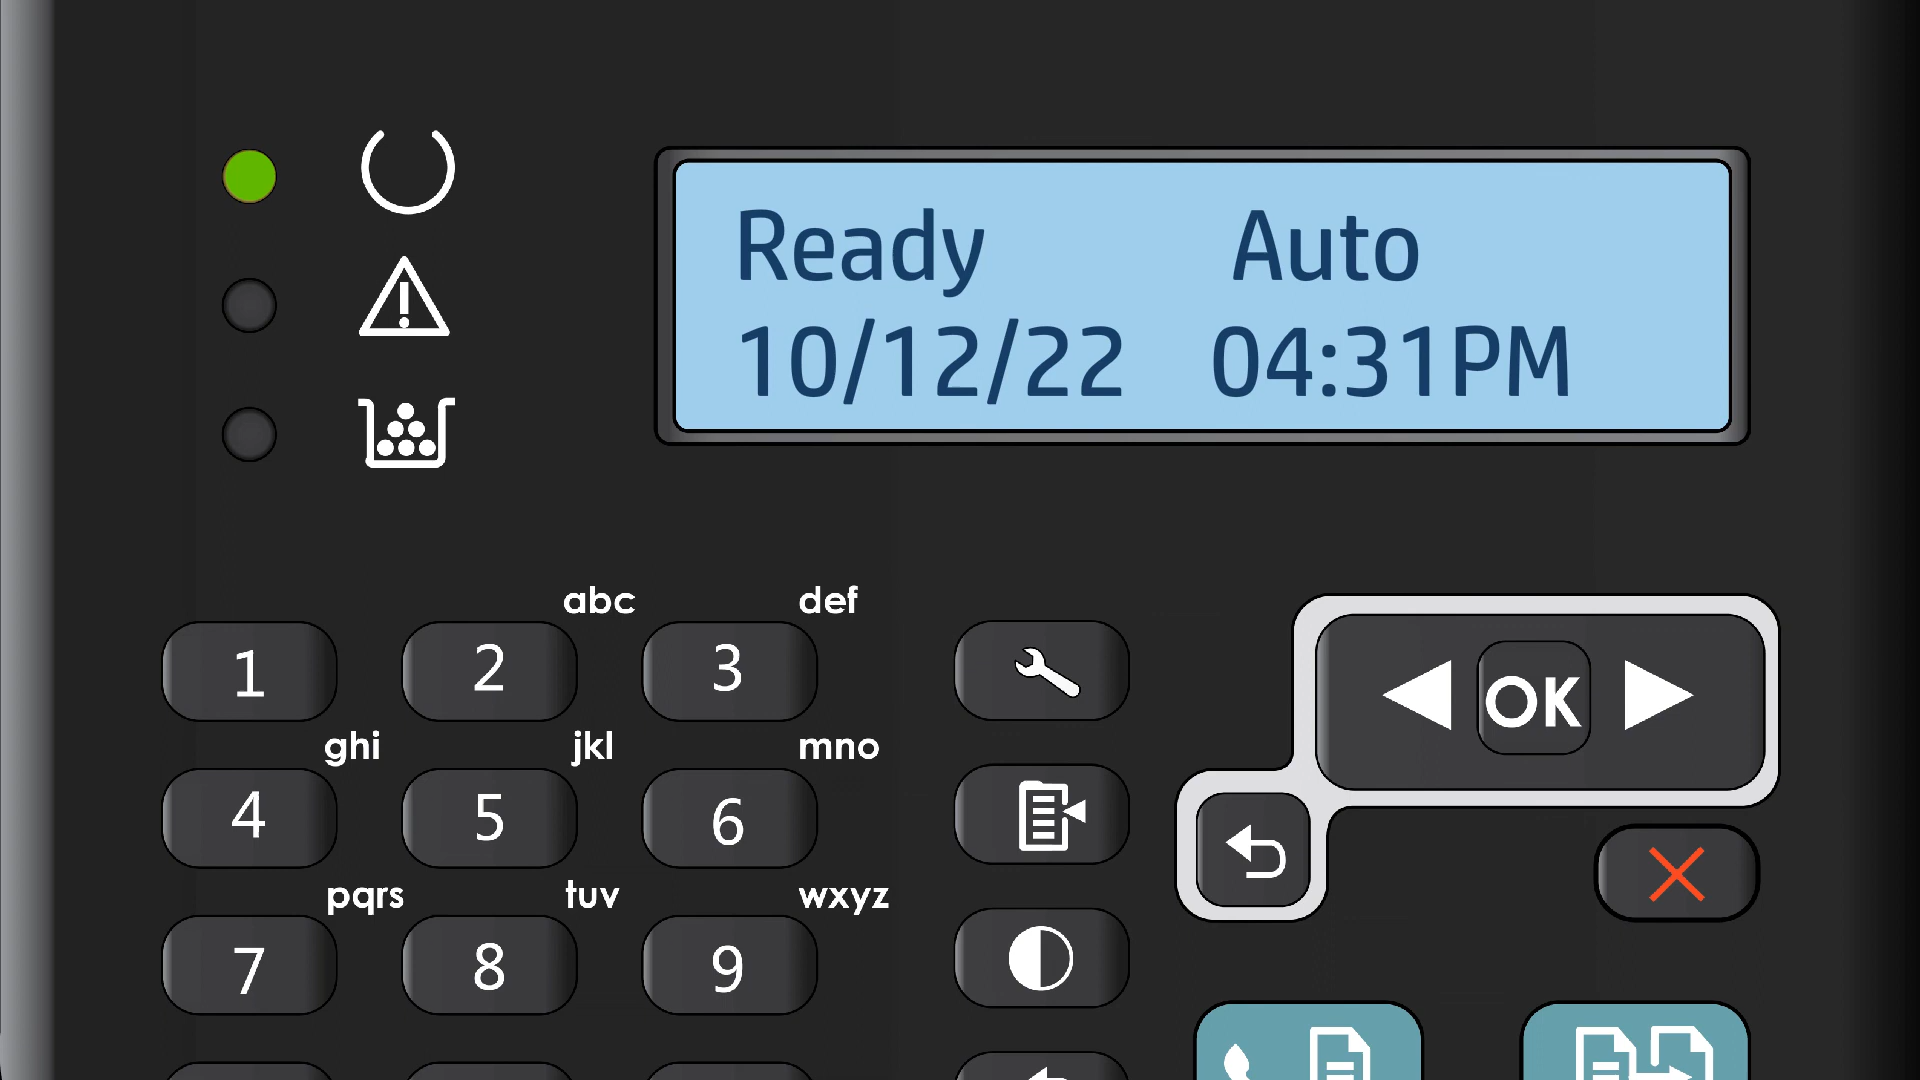 Ready Auto
10/12/22 04:31PM
abc def
1 2 3
ghi jkl mno
4 5 6
OK
pqrs tuv wxyz
7 8 9